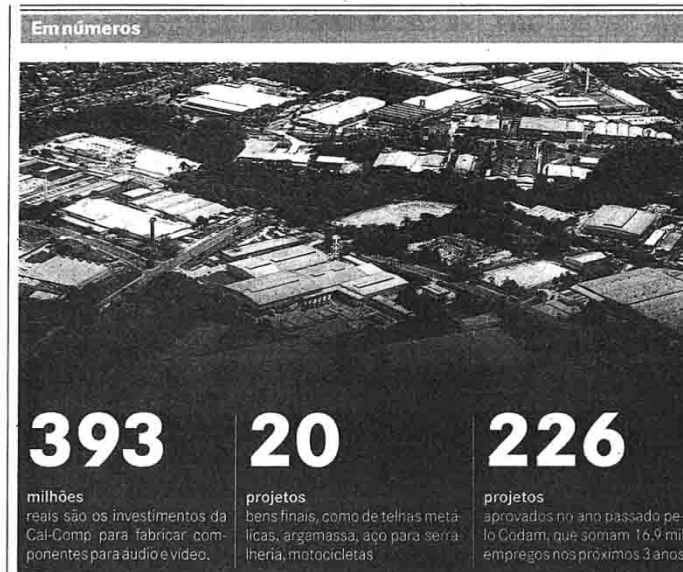 Em números
393
milhões
reais são os investimentos da
Cal-Comp para fabricar com-
ponentes para áudio e vídeo.
20
projetos
bens finais, como de telhas metá-
licas, argamassa, aço para serra-
lheria, motocicletas
226
projetos
aprovados no ano passado pe-
lo Codam, que somam 16,9 mil
empregos nos próximos 3 anos